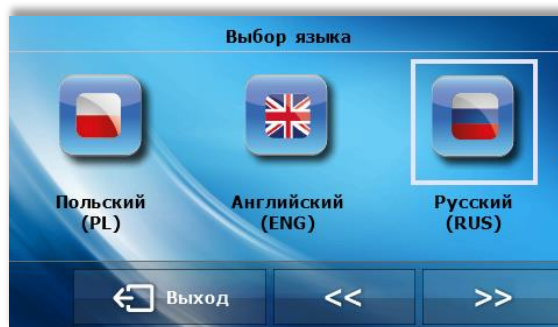 Выбор языка
Польский
(PL)
Английский
(ENG)
Русский
(RUS)
Выход
<<
>>